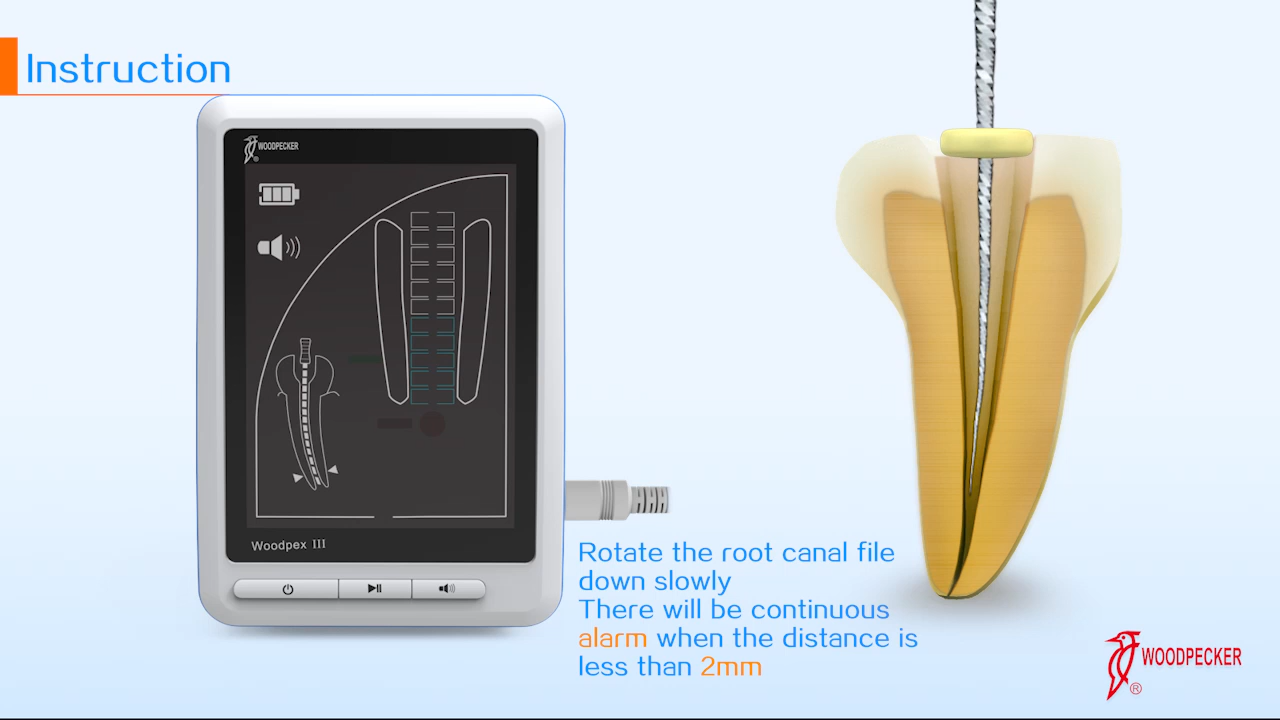 Instruction
WOODPECKER
Woodpex III
Rotate the root canal file
down slowly
There will be continuous
alarm when the distance is
less than 2mm
WOODPECKER
®